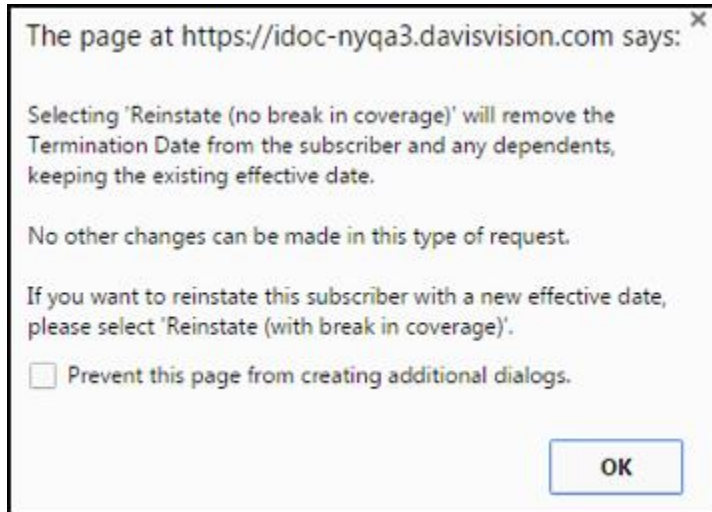 The page at https://idoc-nyqa3.davisvision.com says:
Selecting 'Reinstate (no break in coverage)' will remove the
Termination Date from the subscriber and any dependents,
keeping the existing effective date.
No other changes can be made in this type of request.
If you want to reinstate this subscriber with a new effective date,
please select 'Reinstate (with break in coverage)'.
Prevent this page from creating additional dialogs.
OK